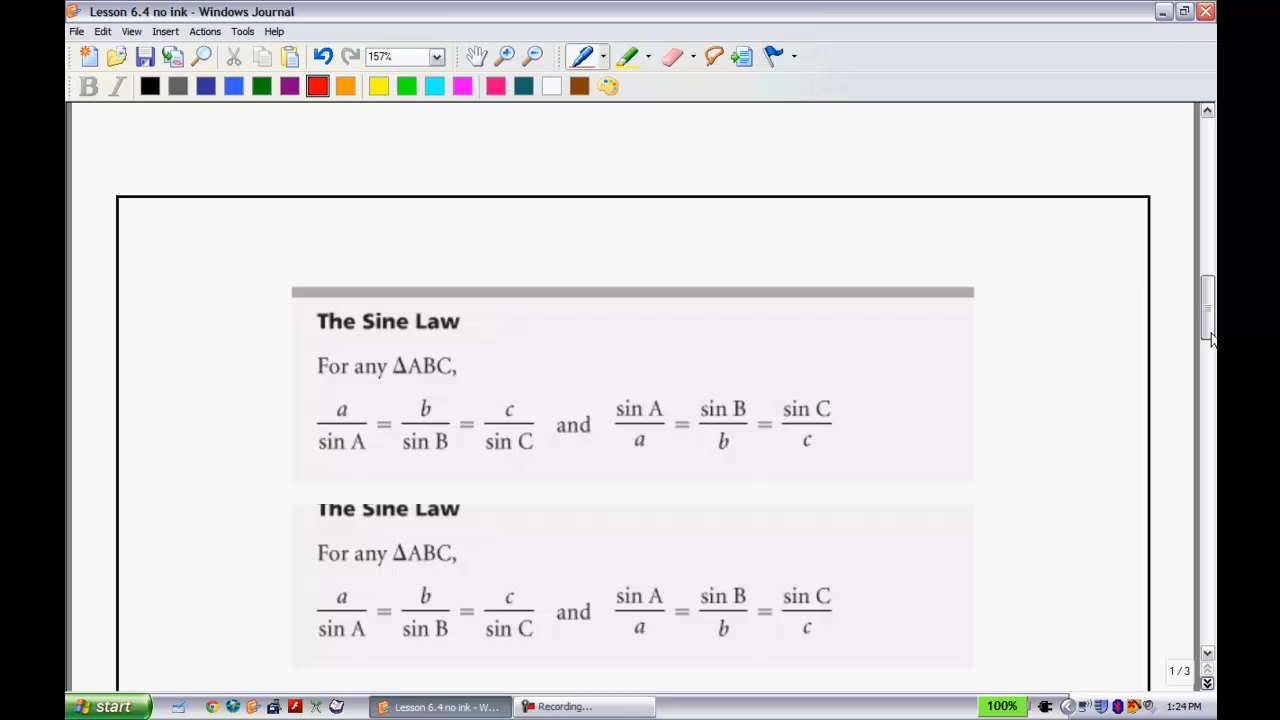 Lesson 6.4 no ink - Windows Journal
File Edit View Insert Actions Tools Help
157%
B I
The Sine Law
For any ΔABC,
a/sin A = b/sin B = c/sin C and sin A/a = sin B/b = sin C/c
The Sine Law
For any ΔABC,
a/sin A = b/sin B = c/sin C and sin A/a = sin B/b = sin C/c
1 / 3
start Lesson 6.4 no ink - W... Recording... 100% 1:24 PM